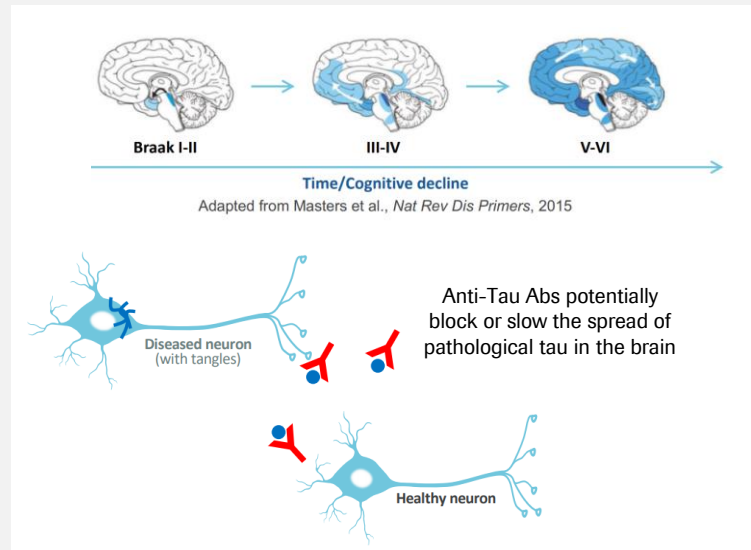 Braak I-II
III-IV
V-VI
Time/Cognitive decline
Adapted from Masters et al., Nat Rev Dis Primers, 2015
Diseased neuron
(with tangles)
Anti-Tau Abs potentially
block or slow the spread of
pathological tau in the brain
Healthy neuron